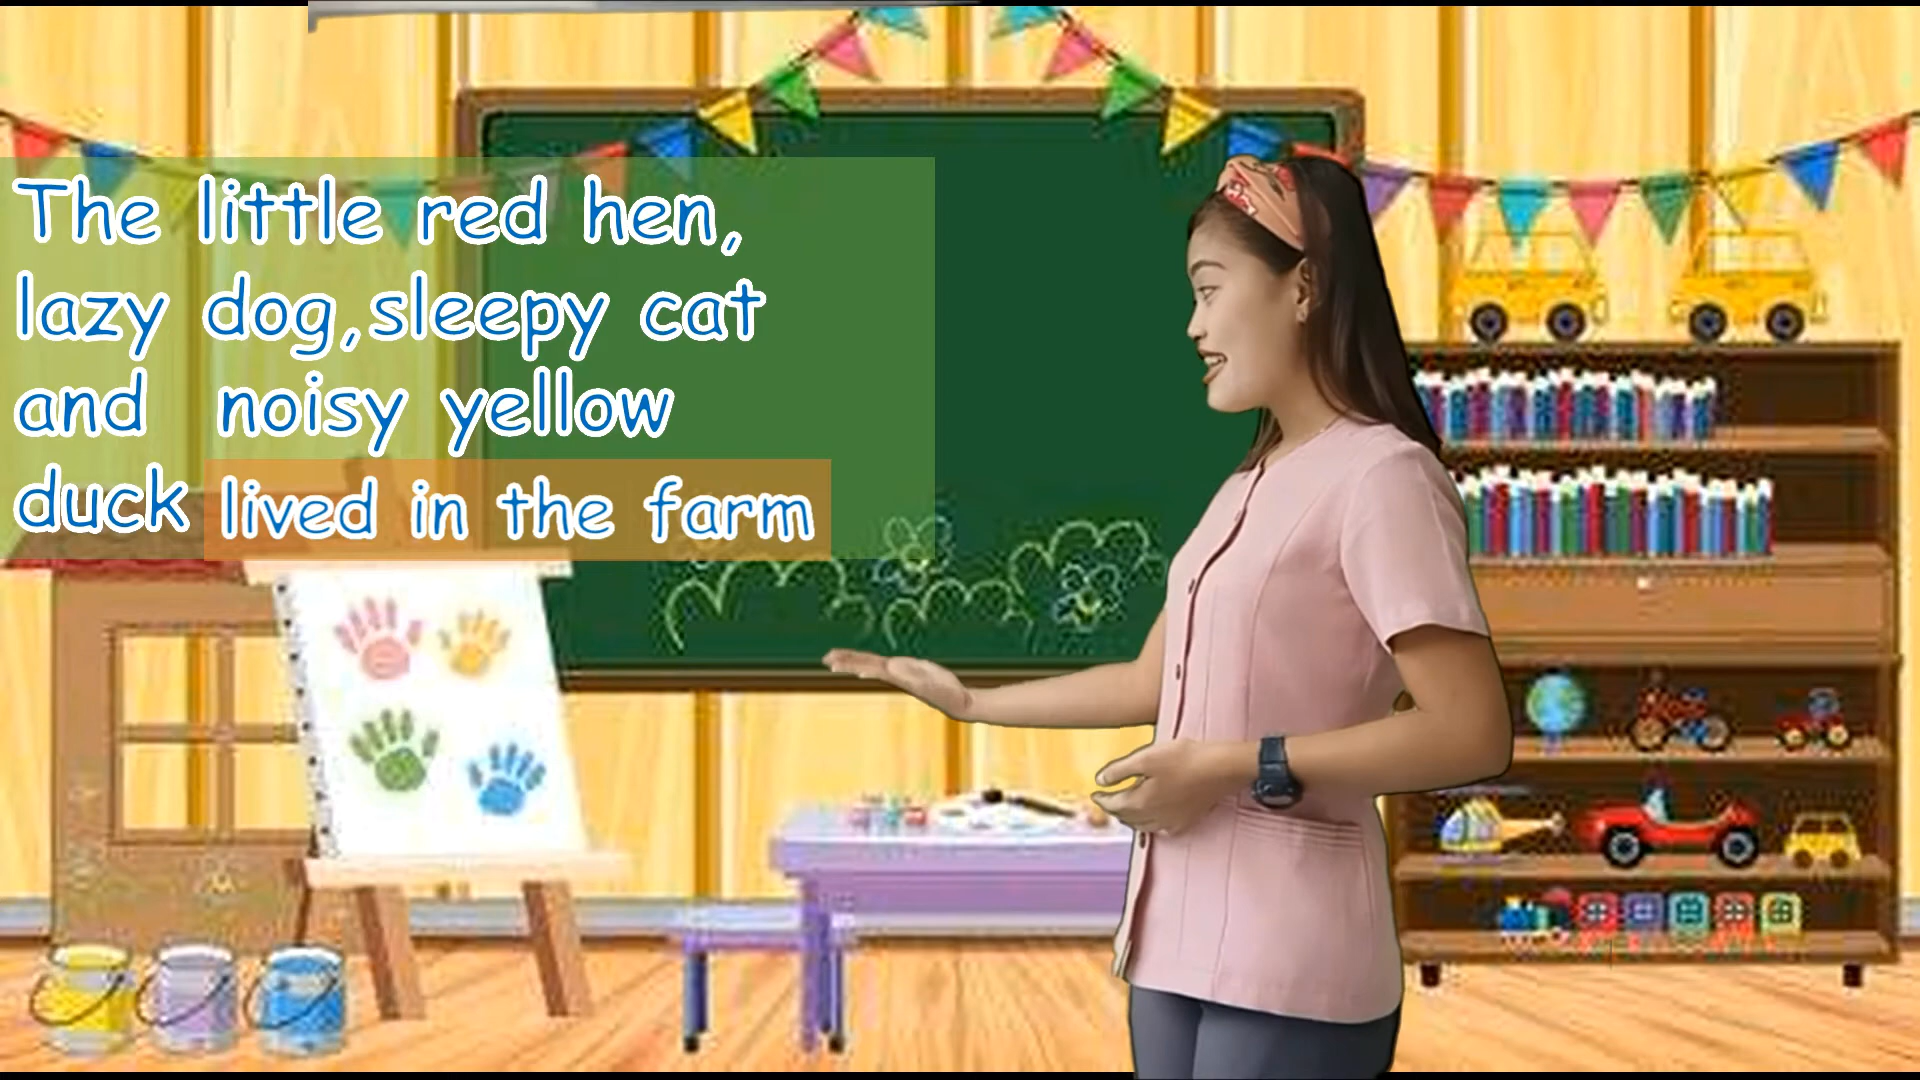 The little red hen,
lazy dog,sleepy cat
and noisy yellow
duck lived in the farm